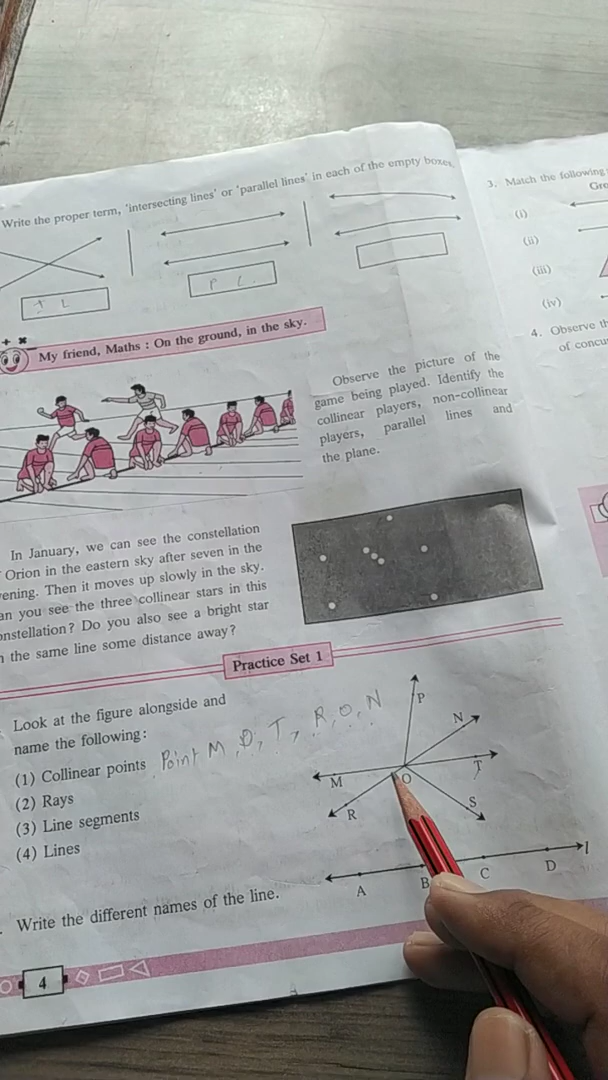 Write the proper term, 'intersecting lines' or 'parallel lines' in each of the empty boxes.
I L
P L.
My friend, Maths : On the ground, in the sky.
Observe the picture of the
game being played. Identify the
collinear players, non-collinear
players, parallel lines and
the plane.
In January, we can see the constellation
Orion in the eastern sky after seven in the
ening. Then it moves up slowly in the sky.
an you see the three collinear stars in this
nstellation? Do you also see a bright star
the same line some distance away?
Practice Set 1
Look at the figure alongside and
name the following:
(1) Collinear points Point M, O, T, R, O, N
(2) Rays
(3) Line segments
(4) Lines
P
N
M
O
T
R
S
Write the different names of the line.
A
B
C
D
l
4
3. Match the following
Gro
(i)
(ii)
(iii)
(iv)
4. Observe th
of concu